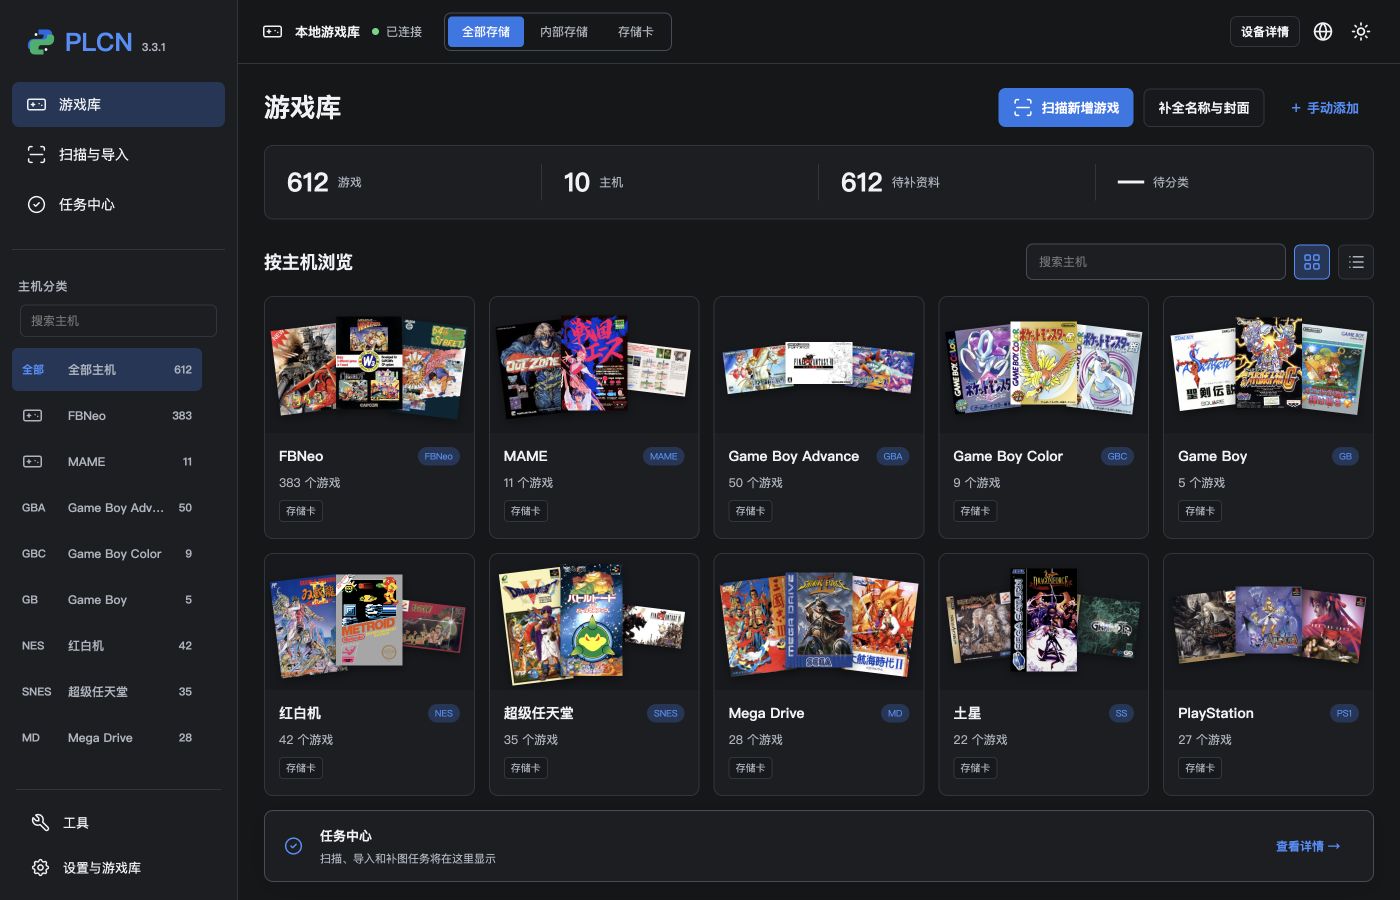 PLCN 3.3.1
本地游戏库 已连接 全部存储 内部存储 存储卡 设备详情
游戏库
扫描与导入
任务中心
主机分类
搜索主机
全部 全部主机 612
FBNeo 383
MAME 11
GBA Game Boy Adv... 50
GBC Game Boy Color 9
GB Game Boy 5
NES 红白机 42
SNES 超级任天堂 35
MD Mega Drive 28
工具
设置与游戏库
游戏库 扫描新增游戏 补全名称与封面 + 手动添加
612 游戏 10 主机 612 待补资料 — 待分类
按主机浏览 搜索主机
FBNeo FBNeo
383 个游戏
存储卡
MAME MAME
11 个游戏
存储卡
Game Boy Advance GBA
50 个游戏
存储卡
Game Boy Color GBC
9 个游戏
存储卡
Game Boy GB
5 个游戏
存储卡
METROID
红白机 NES
42 个游戏
存储卡
超级任天堂 SNES
35 个游戏
存储卡
MEGA DRIVE
SEGA
大航海時代II
Mega Drive MD
28 个游戏
存储卡
SEGA SATURN
土星 SS
22 个游戏
存储卡
PlayStation PS1
27 个游戏
存储卡
任务中心
扫描、导入和补图任务将在这里显示
查看详情 →